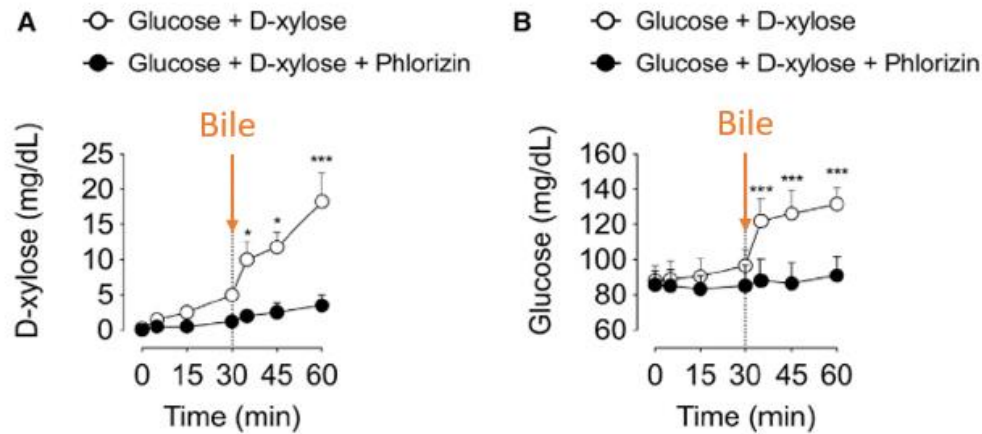 A
Glucose + D-xylose
Glucose + D-xylose + Phlorizin
Bile
D-xylose (mg/dL)
25
20
15
10
5
0
***
*
*
0 15 30 45 60
Time (min)
B
Glucose + D-xylose
Glucose + D-xylose + Phlorizin
Bile
Glucose (mg/dL)
160
140
120
100
80
60
*** *** ***
0 15 30 45 60
Time (min)